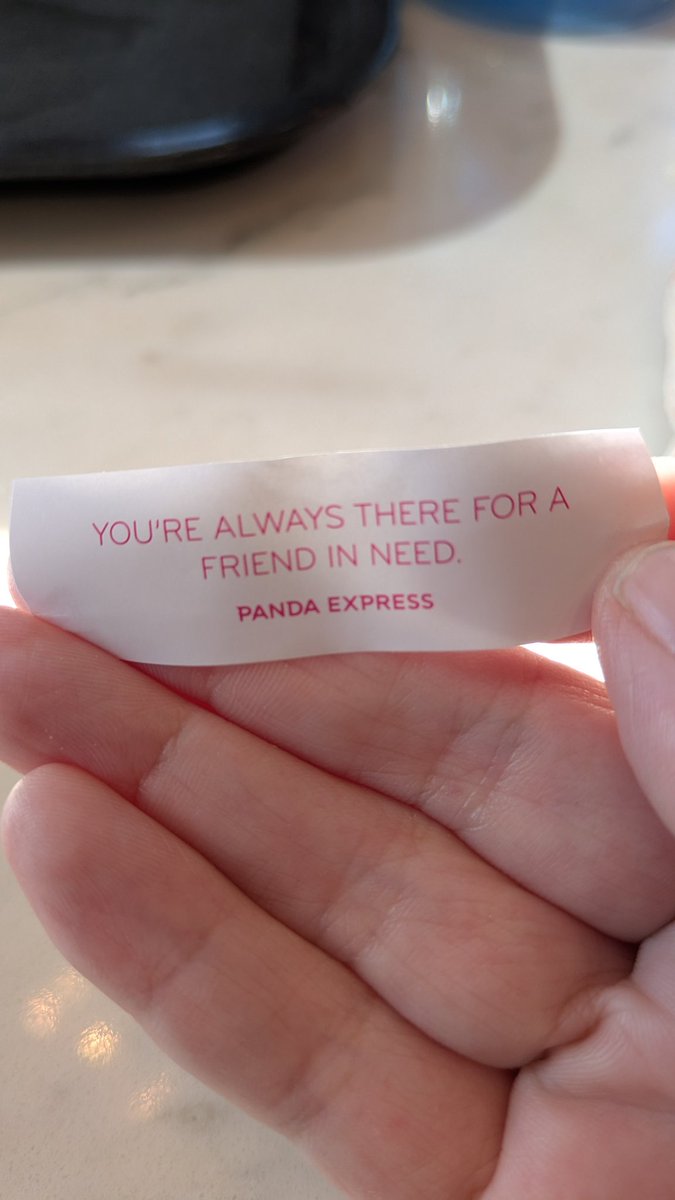 YOU'RE ALWAYS THERE FOR A
FRIEND IN NEED.
PANDA EXPRESS